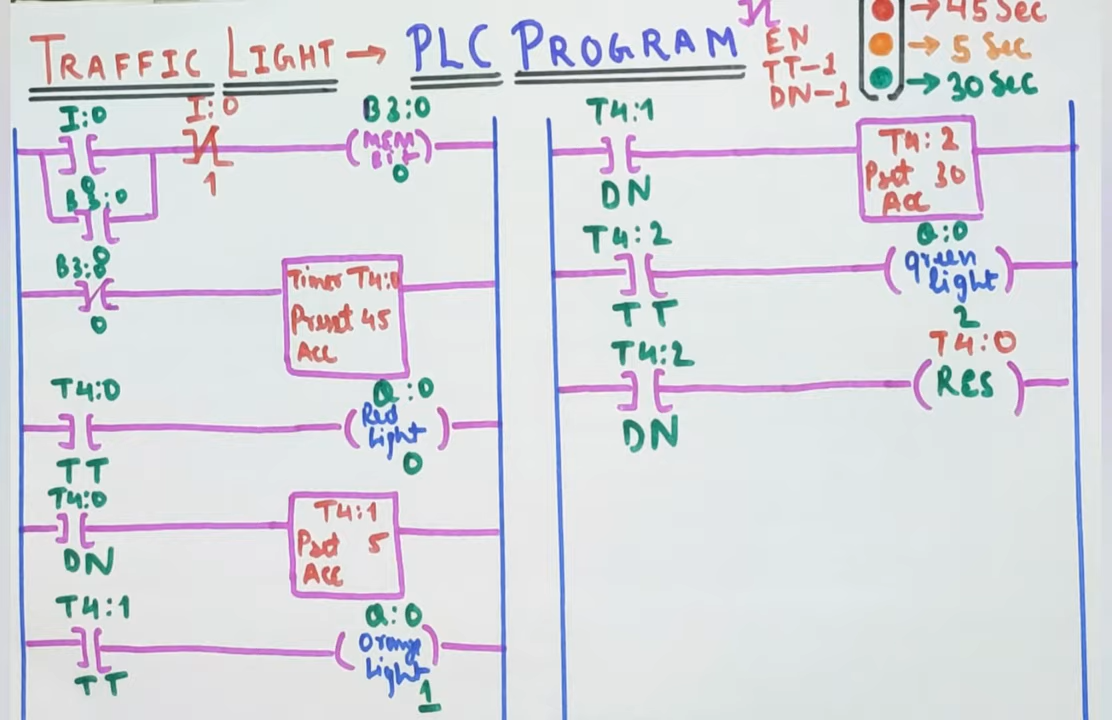 TRAFFIC LIGHT → PLC PROGRAM
EN
TT-1
DN-1
→ 45 Sec
→ 5 Sec
→ 30 Sec
I:0
I:0
B3:0
(MEM Bit)
0
1
0
B3:0
B3:0
0
Timer T4:0
Preset 45
Acc
T4:0
TT
Q:0
Red
Light
0
T4:0
DN
T4:1
Pset 5
Acc
T4:1
TT
Q:0
Orange
Light
1
T4:1
DN
T4:2
Pset 30
Acc
T4:2
TT
Q:0
green
light
2
T4:2
DN
T4:0
RES